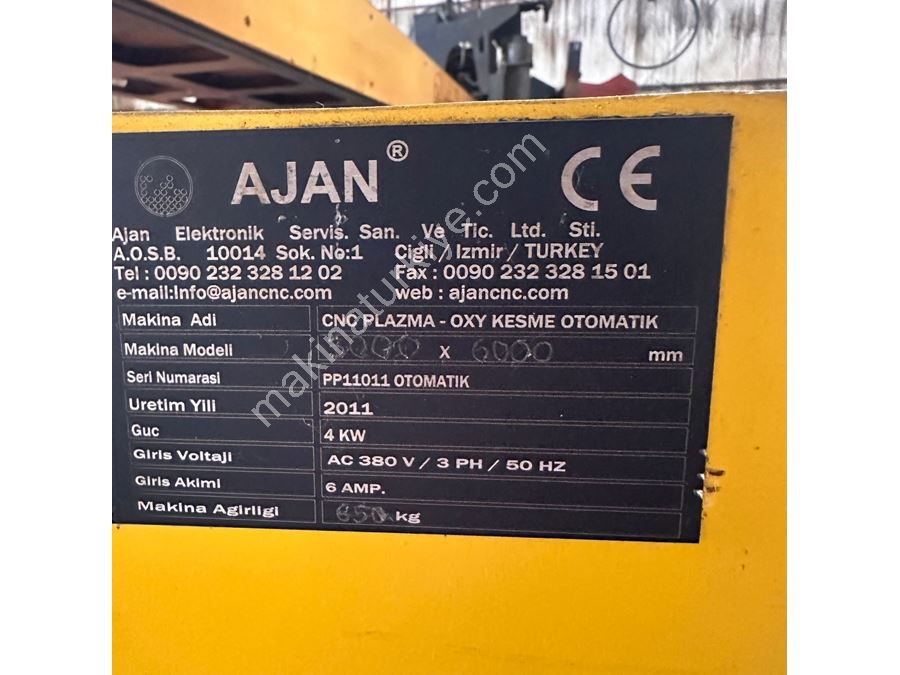 AJAN ® CE
Ajan Elektronik Servis. San. Ve Tic. Ltd. Sti.
A.O.S.B. 10014 Sok. No:1 Cigli / Izmir / TURKEY
Tel : 0090 232 328 12 02 Fax : 0090 232 328 15 01
e-mail:Info@ajancnc.com web : ajancnc.com
Makina Adi CNC PLAZMA - OXY KESME OTOMATIK
Makina Modeli x 6000 mm
Seri Numarasi PP11011 OTOMATIK
Uretim Yili 2011
Guc 4 KW
Giris Voltaji AC 380 V / 3 PH / 50 HZ
Giris Akimi 6 AMP.
Makina Agirligi kg
makinaturkiye.com